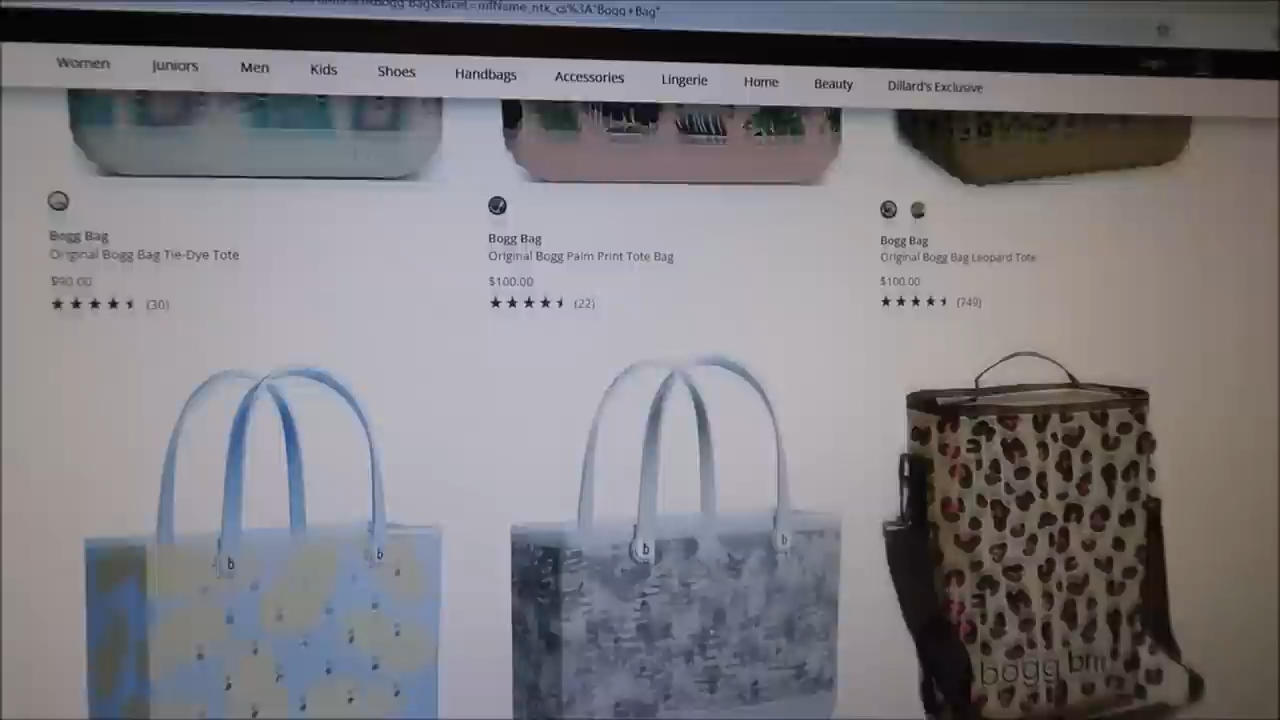 Women Juniors Men Kids Shoes Handbags Accessories Lingerie Home Beauty Dillard's Exclusive
Bogg Bag
Original Bogg Bag Tie-Dye Tote
$90.00
(30)
Bogg Bag
Original Bogg Palm Print Tote Bag
$100.00
(22)
Bogg Bag
Original Bogg Bag Leopard Tote
$100.00
(749)
b
b
b
b
bogg